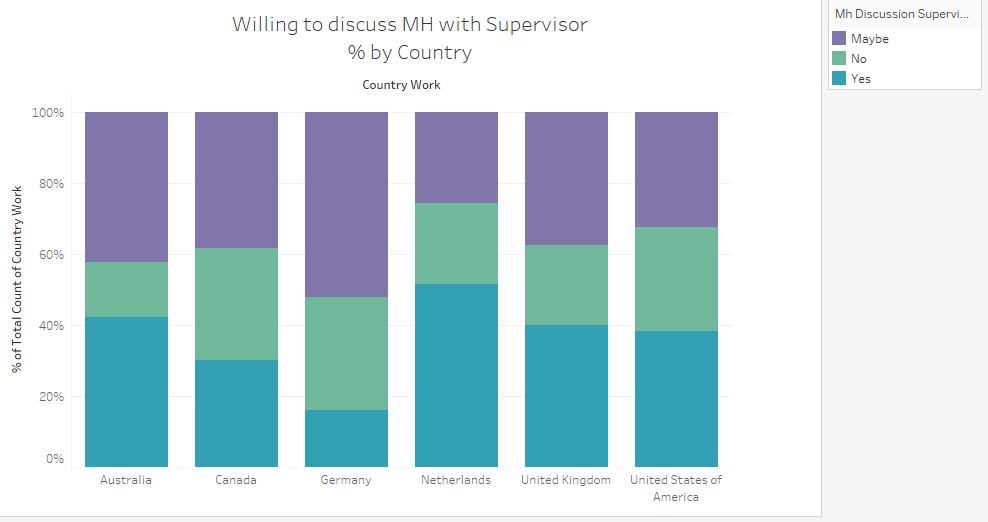 Willing to discuss MH with Supervisor
% by Country
Country Work
100%
80%
60%
40%
20%
0%
% of Total Count of Country Work
Australia
Canada
Germany
Netherlands
United Kingdom
United States of
America
Mh Discussion Supervi...
Maybe
No
Yes